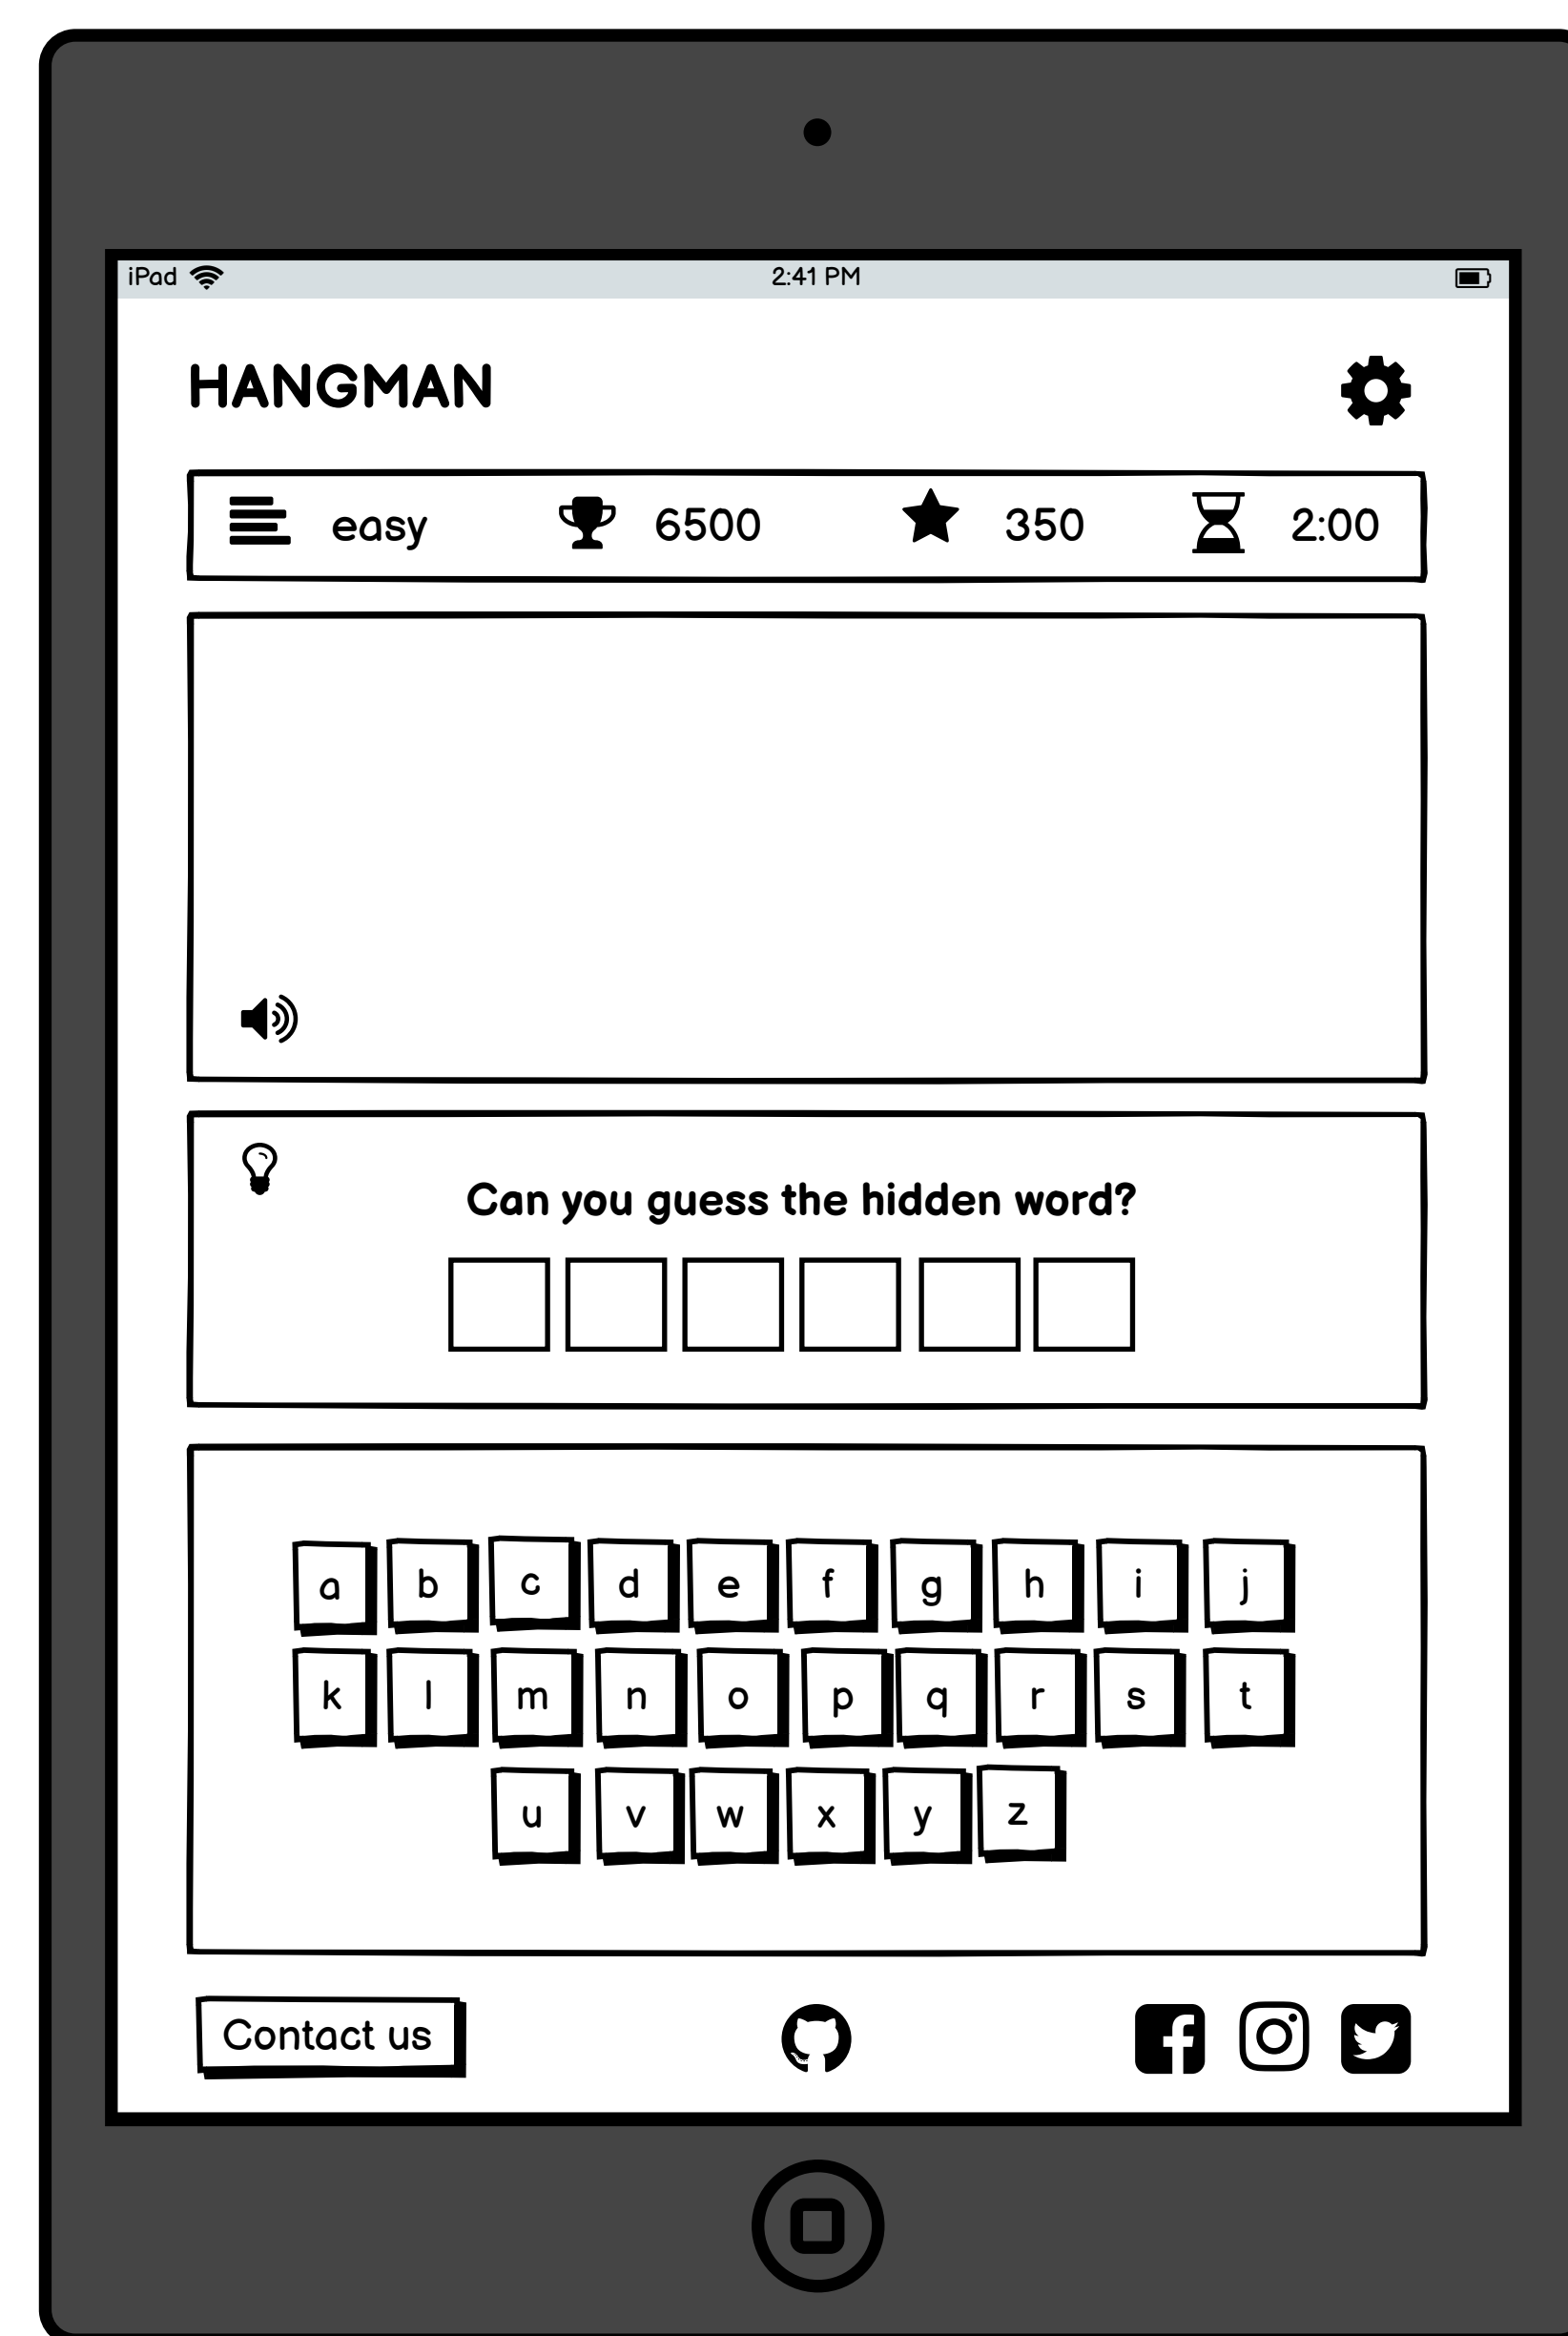 iPad 2:41 PM
HANGMAN
easy 6500 350 2:00
Can you guess the hidden word?
a b c d e f g h i j
k l m n o p q r s t
u v w x y z
Contact us